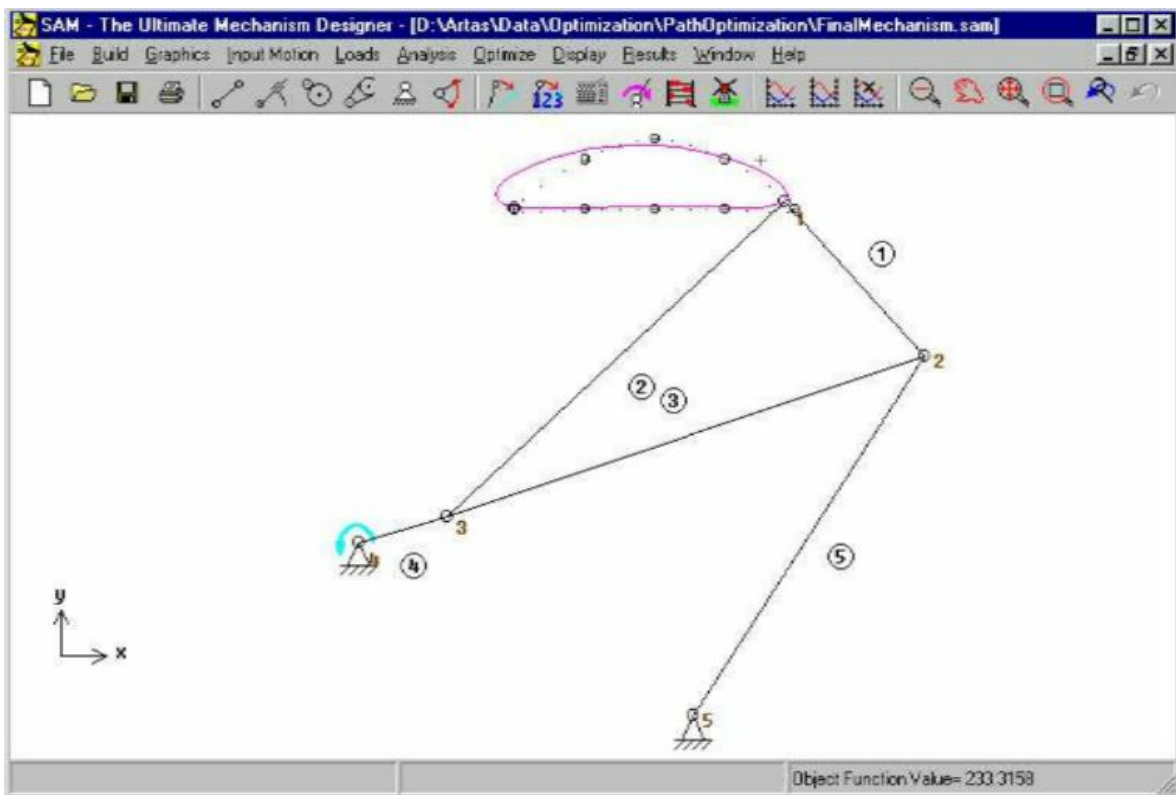 SAM - The Ultimate Mechanism Designer - [D:\Artas\Data\Optimization\PathOptimization\FinalMechanism.sam]
File Build Graphics Input Motion Loads Analysis Optimize Display Results Window Help
123
1
1
2
2
3
3
4
4
5
5
y
x
Object Function Value= 233.3158